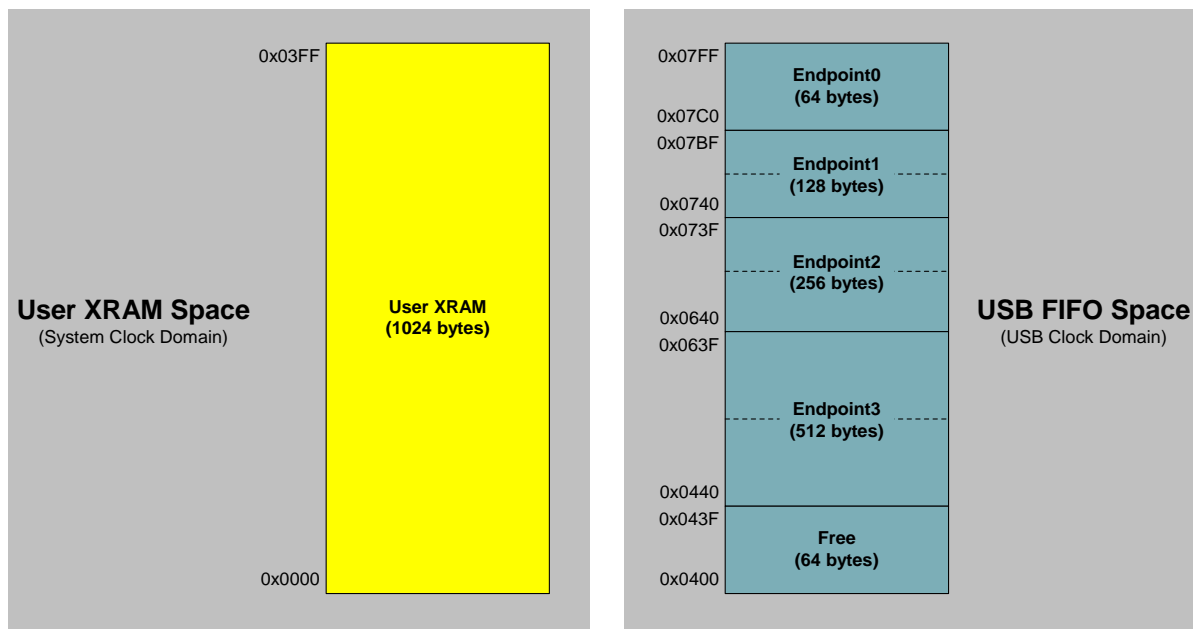 0x03FF
User XRAM Space
(System Clock Domain)
User XRAM
(1024 bytes)
0x0000
0x07FF
Endpoint0
(64 bytes)
0x07C0
0x07BF
Endpoint1
(128 bytes)
0x0740
0x073F
Endpoint2
(256 bytes)
0x0640
0x063F
Endpoint3
(512 bytes)
0x0440
0x043F
Free
(64 bytes)
0x0400
USB FIFO Space
(USB Clock Domain)